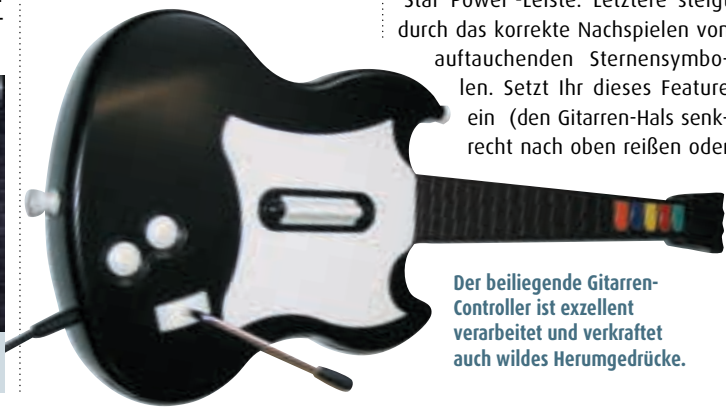 Star Power"-Leiste. Letztere steigt
durch das korrekte Nachspielen von
auftauchenden Sternensymbo-
len. Setzt Ihr dieses Feature
ein (den Gitarren-Hals senk-
recht nach oben reißen oder
Der beiliegende Gitarren-
Controller ist exzellent
verarbeitet und verkraftet
auch wildes Herumgedrücke.